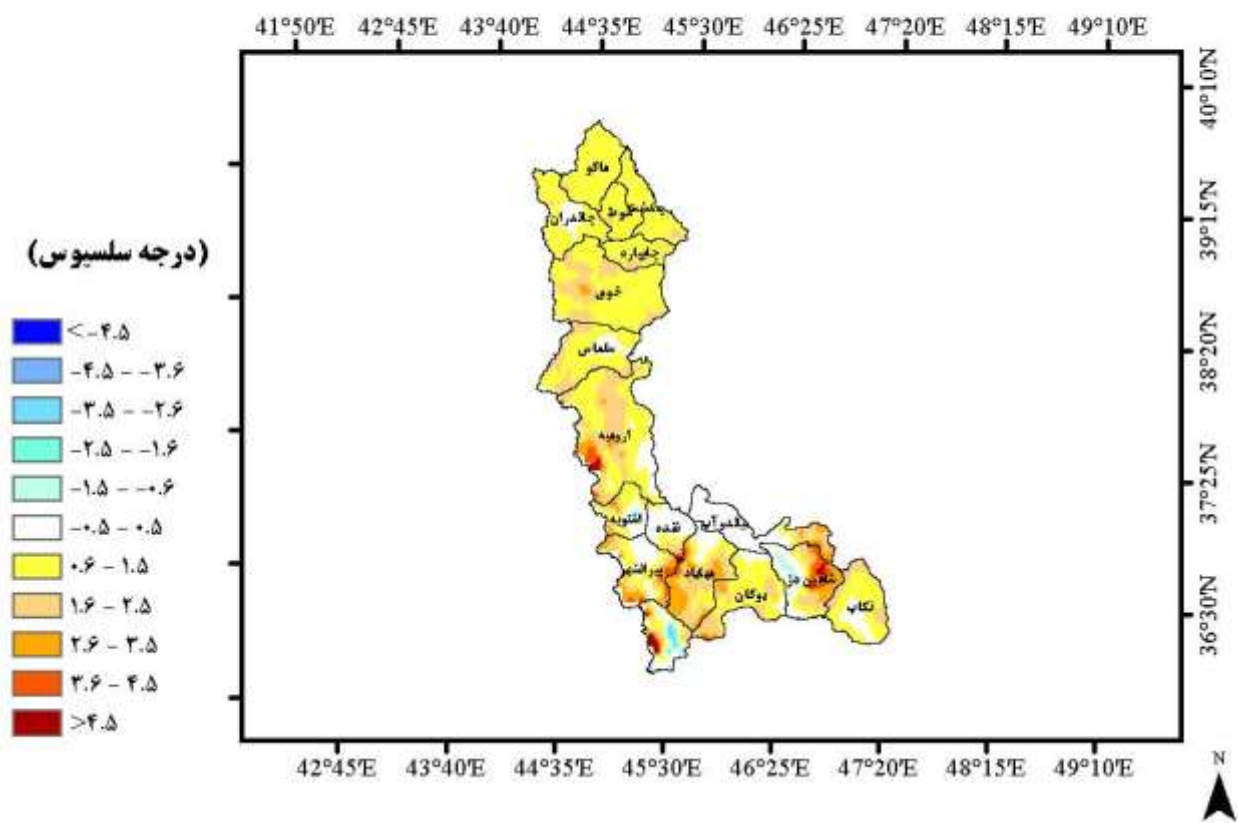 41°50'E 42°45'E 43°40'E 44°35'E 45°30'E 46°25'E 47°20'E 48°15'E 49°10'E
40°10'N
39°15'N
38°20'N
37°25'N
36°30'N
(درجه سلسیوس)
<-۴.۵
-۴.۵ - -۳.۶
-۳.۵ - -۲.۶
-۲.۵ - -۱.۶
-۱.۵ - -۰.۶
-۰.۵ - ۰.۵
۰.۶ - ۱.۵
۱.۶ - ۲.۵
۲.۶ - ۳.۵
۳.۶ - ۴.۵
>۴.۵
ماکو
شوط
چالدران
چایپاره
خوی
سلماس
ارومیه
اشنویه
نقده
میاندرآب
پیرانشهر
مهاباد
بوکان
شاهین دژ
تکاب
42°45'E 43°40'E 44°35'E 45°30'E 46°25'E 47°20'E 48°15'E 49°10'E
N